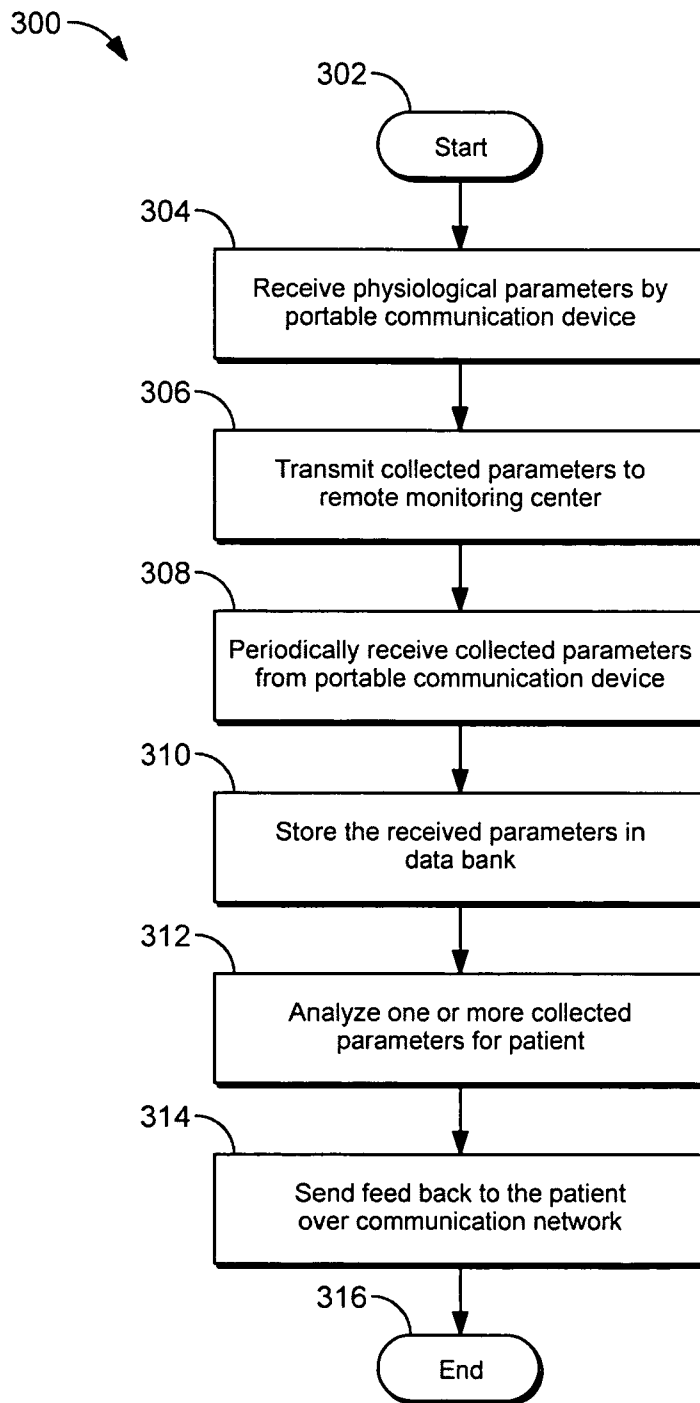 300
302
Start
304
Receive physiological parameters by
portable communication device
306
Transmit collected parameters to
remote monitoring center
308
Periodically receive collected parameters
from portable communication device
310
Store the received parameters in
data bank
312
Analyze one or more collected
parameters for patient
314
Send feed back to the patient
over communication network
316
End